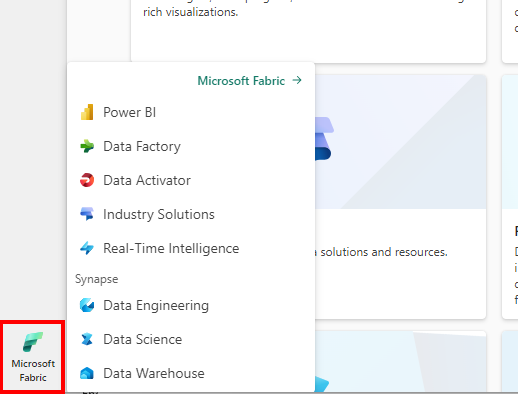 rich visualizations.
Microsoft Fabric →
Power BI
Data Factory
Data Activator
Industry Solutions
Real-Time Intelligence
solutions and resources.
Synapse
Data Engineering
Data Science
Data Warehouse
Microsoft
Fabric